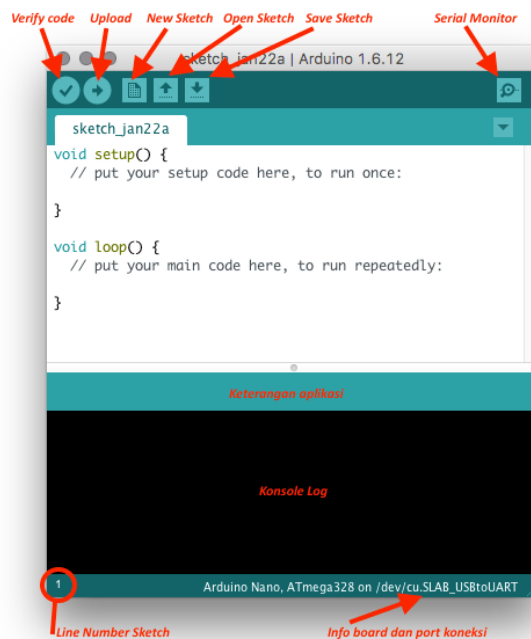 Verify code Upload New Sketch Open Sketch Save Sketch Serial Monitor
sketch_jan22a | Arduino 1.6.12
sketch_jan22a
void setup() {
// put your setup code here, to run once:
}
void loop() {
// put your main code here, to run repeatedly:
}
Keterangan aplikasi
Konsole Log
1
Arduino Nano, ATmega328 on /dev/cu.SLAB_USBtoUART
Line Number Sketch
Info board dan port koneksi